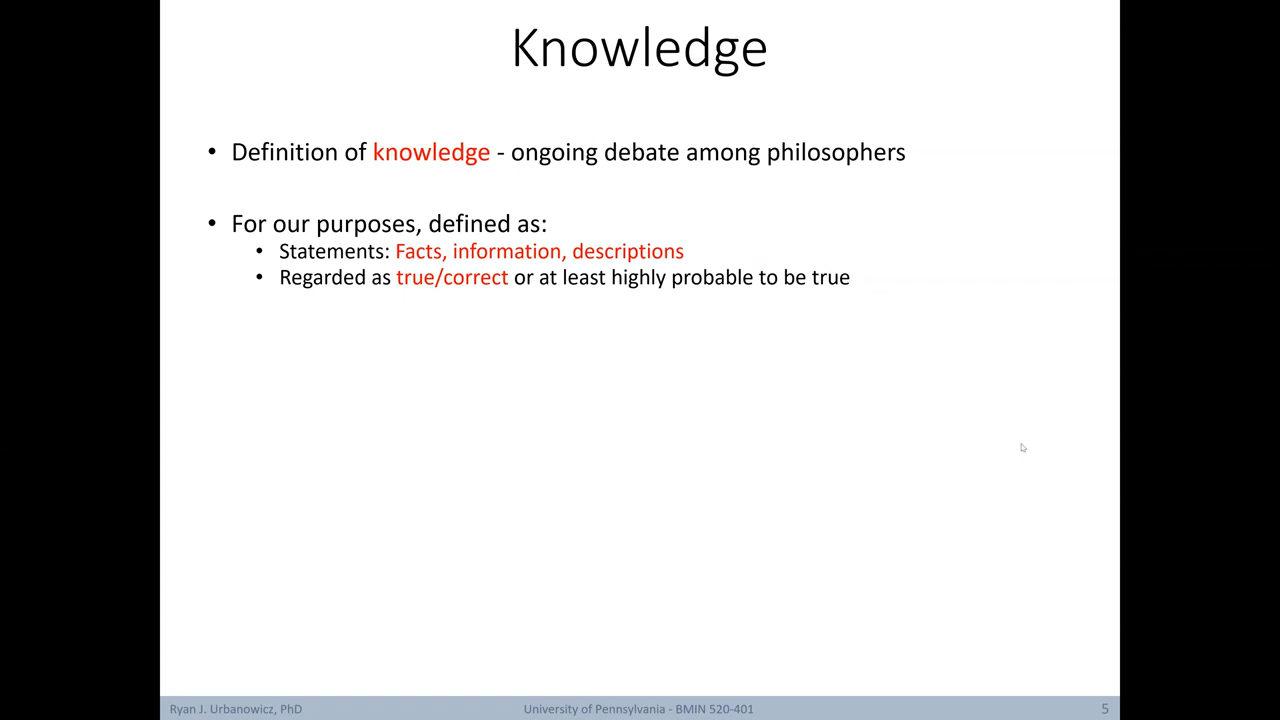 Knowledge
• Definition of knowledge - ongoing debate among philosophers
• For our purposes, defined as:
• Statements: Facts, information, descriptions
• Regarded as true/correct or at least highly probable to be true
Ryan J. Urbanowicz, PhD
University of Pennsylvania - BMIN 520-401
5